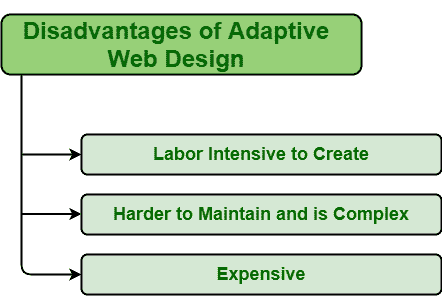 Disadvantages of Adaptive
Web Design
Labor Intensive to Create
Harder to Maintain and is Complex
Expensive